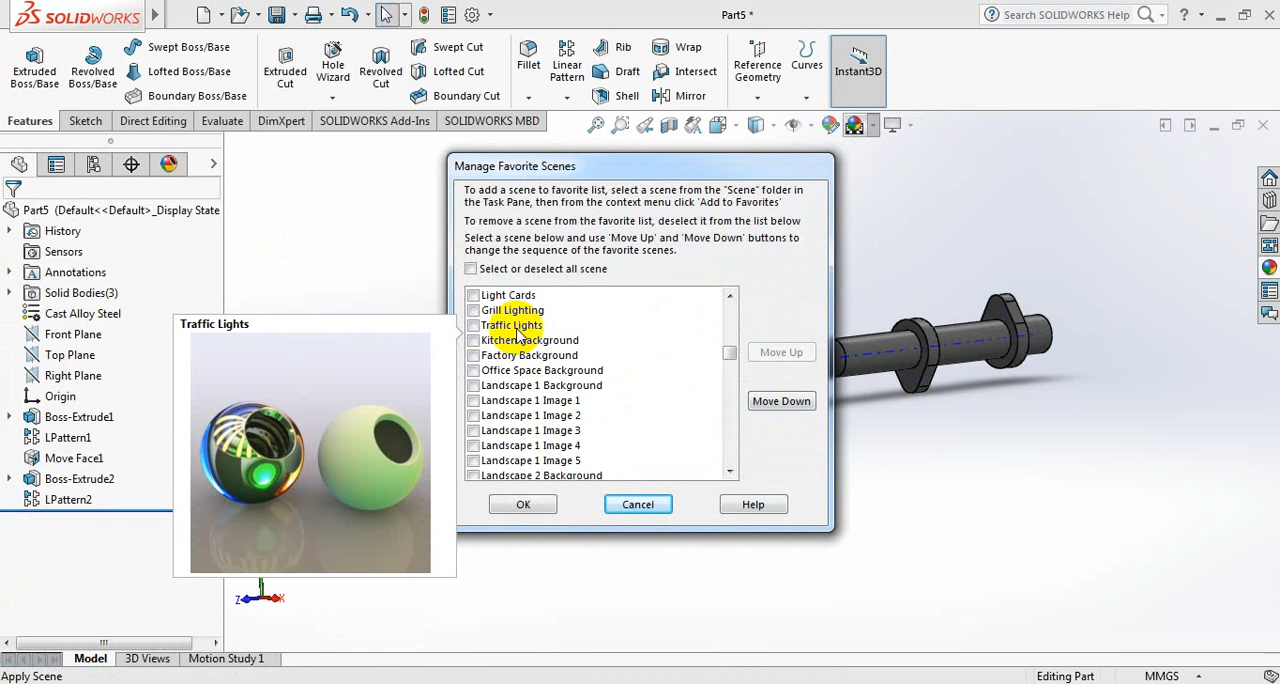 SOLIDWORKS
Part5 *
Search SOLIDWORKS Help
?
Extruded Boss/Base
Revolved Boss/Base
Swept Boss/Base
Lofted Boss/Base
Boundary Boss/Base
Extruded Cut
Hole Wizard
Revolved Cut
Swept Cut
Lofted Cut
Boundary Cut
Fillet
Linear Pattern
Rib
Draft
Shell
Wrap
Intersect
Mirror
Reference Geometry
Curves
Instant3D
Features
Sketch
Direct Editing
Evaluate
DimXpert
SOLIDWORKS Add-Ins
SOLIDWORKS MBD
Part5 (Default<<Default>_Display State
History
Sensors
Annotations
Solid Bodies(3)
Cast Alloy Steel
Front Plane
Top Plane
Right Plane
Origin
Boss-Extrude1
LPattern1
Move Face1
Boss-Extrude2
LPattern2
Traffic Lights
Manage Favorite Scenes
To add a scene to favorite list, select a scene from the "Scene" folder in
the Task Pane, then from the context menu click 'Add to Favorites'
To remove a scene from the favorite list, deselect it from the list below
Select a scene below and use 'Move Up' and 'Move Down' buttons to
change the sequence of the favorite scenes.
Select or deselect all scene
Light Cards
Grill Lighting
Traffic Lights
Kitchen Background
Factory Background
Office Space Background
Landscape 1 Background
Landscape 1 Image 1
Landscape 1 Image 2
Landscape 1 Image 3
Landscape 1 Image 4
Landscape 1 Image 5
Landscape 2 Background
Move Up
Move Down
OK
Cancel
Help
Z
X
Model
3D Views
Motion Study 1
Apply Scene
Editing Part
MMGS